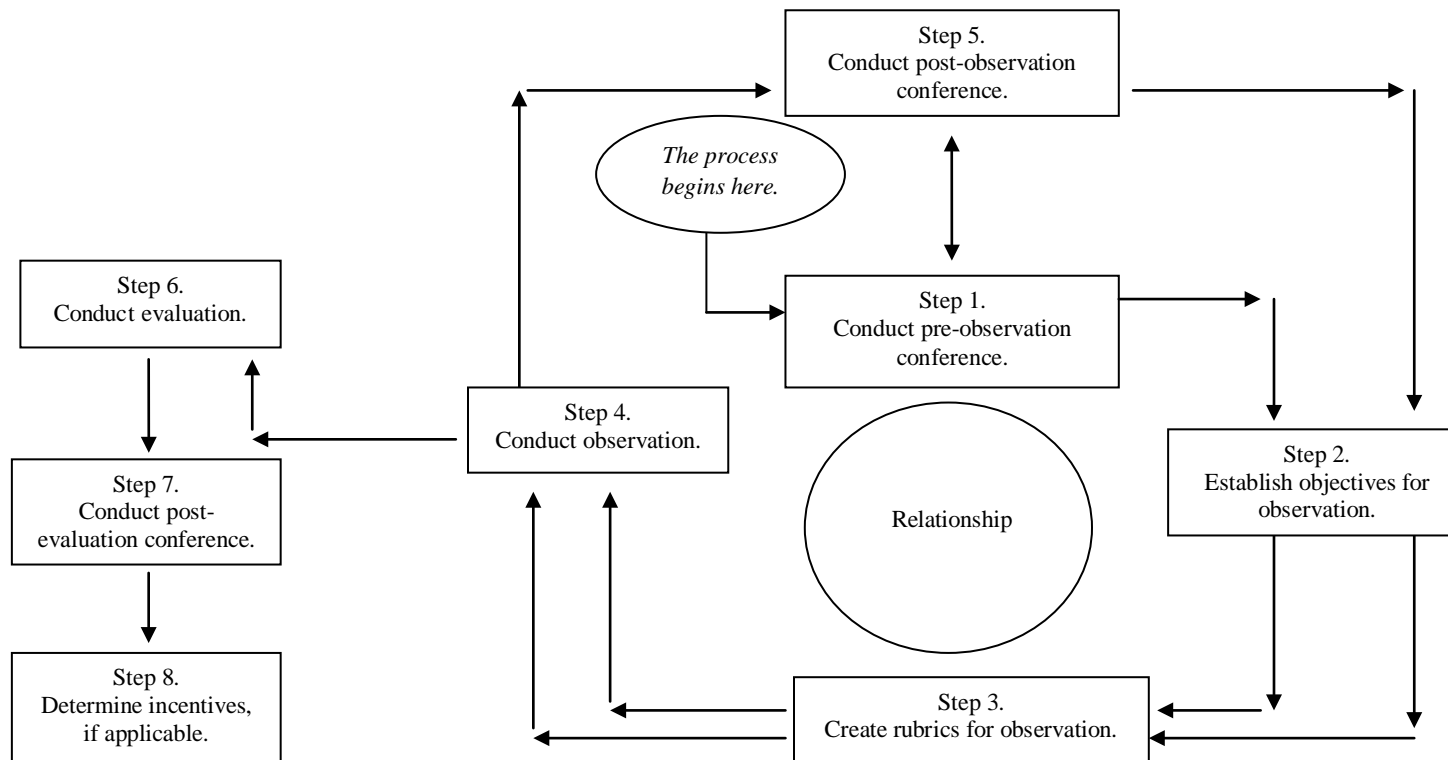 Step 5.
Conduct post-observation
conference.
The process
begins here.
Step 6.
Conduct evaluation.
Step 1.
Conduct pre-observation
conference.
Step 4.
Conduct observation.
Step 2.
Establish objectives for
observation.
Step 7.
Conduct post-
evaluation conference.
Relationship
Step 8.
Determine incentives,
if applicable.
Step 3.
Create rubrics for observation.